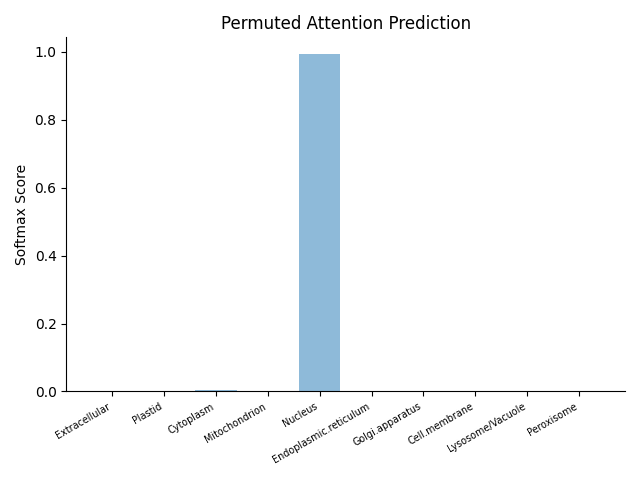 Permuted Attention Prediction
Softmax Score
1.0
0.8
0.6
0.4
0.2
0.0
Extracellular
Plastid
Cytoplasm
Mitochondrion
Nucleus
Endoplasmic.reticulum
Golgi.apparatus
Cell.membrane
Lysosome/Vacuole
Peroxisome